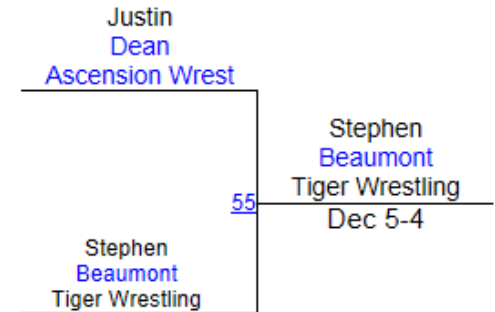 Justin
Dean
Ascension Wrest
Stephen
Beaumont
Tiger Wrestling
55
Dec 5-4
Stephen
Beaumont
Tiger Wrestling